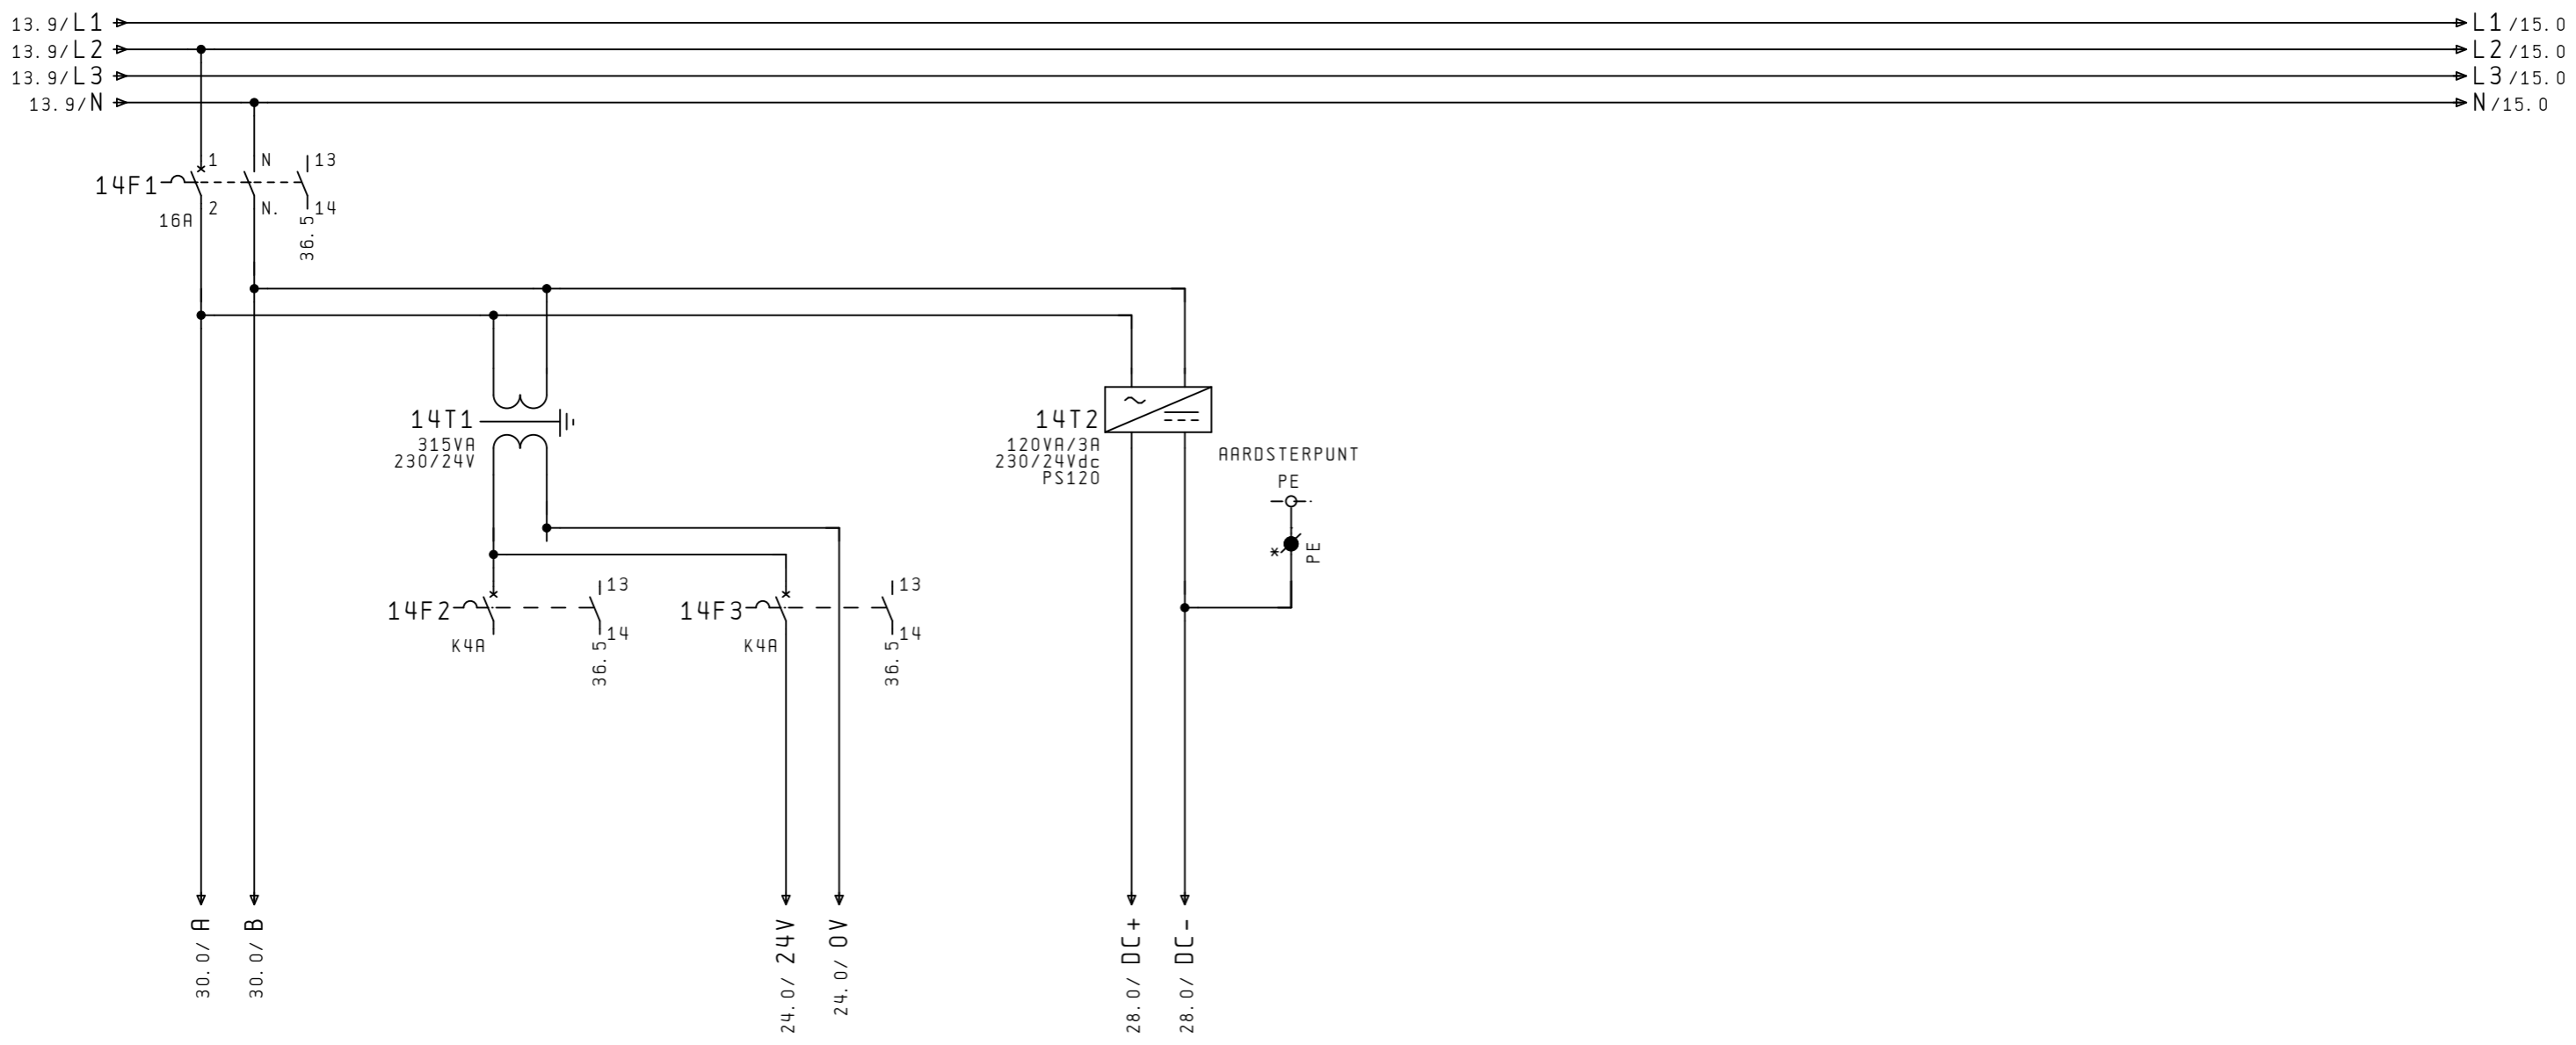 13.9/L1
L1/15.0
13.9/L2
L2/15.0
13.9/L3
L3/15.0
13.9/N
N/15.0
1
N
13
14F1
2
N.
14
16A
36.5
14T1
315VA
230/24V
14T2
120VA/3A
230/24Vdc
PS120
AARDSTERPUNT
PE
*
PE
13
13
14F2
14F3
14
14
K4A
K4A
36.5
36.5
30.0/ A
30.0/ B
24.0/ 24V
24.0/ 0V
28.0/ DC+
28.0/ DC-